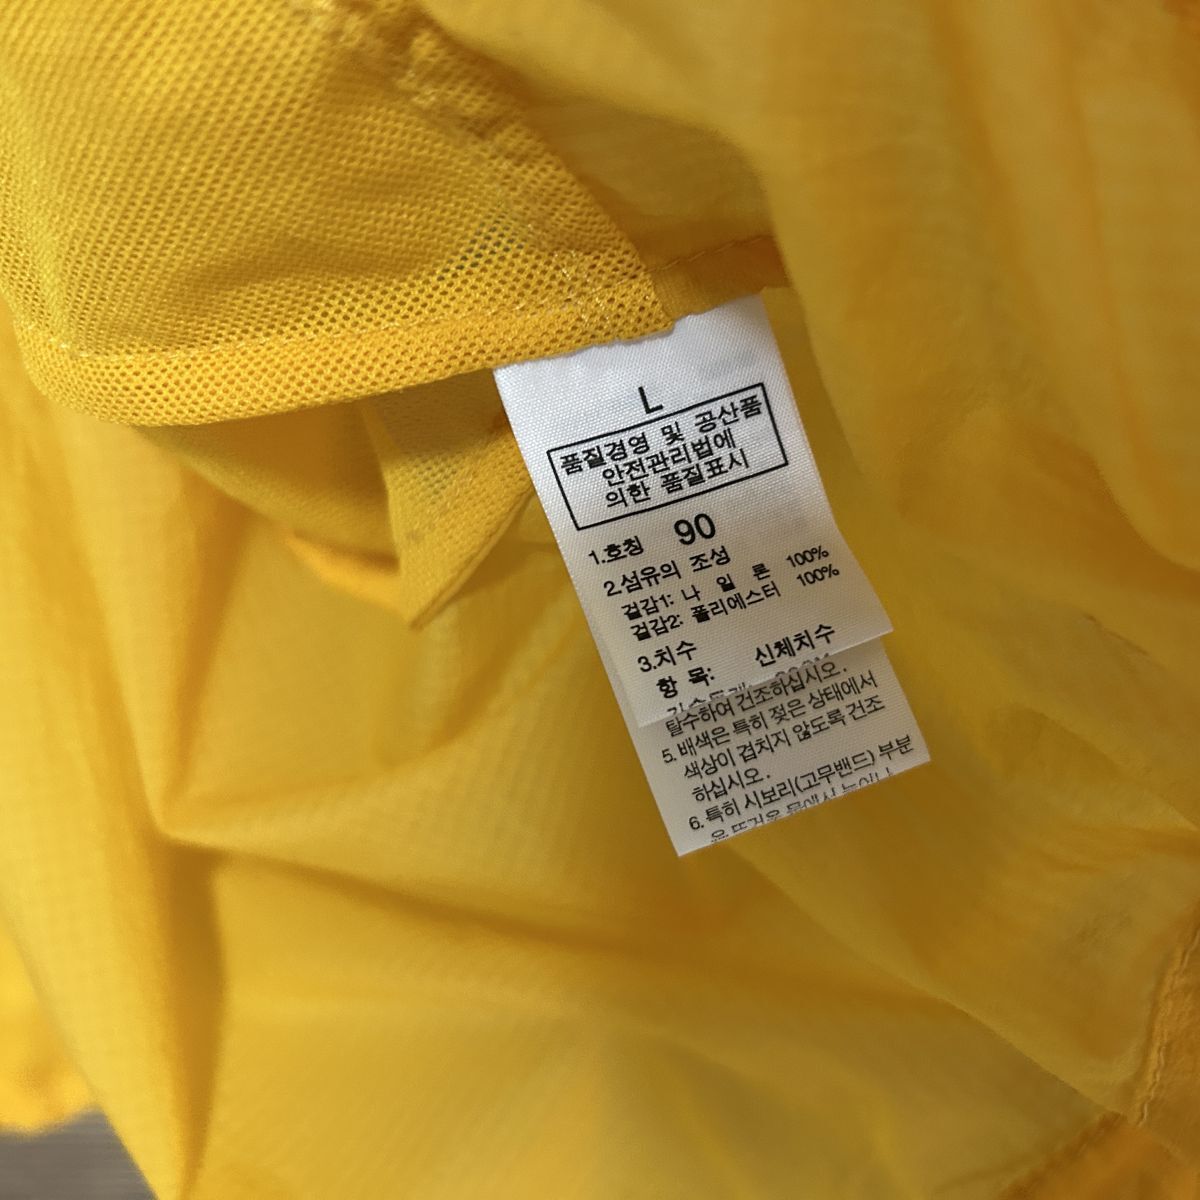 L
품질경영 및 공산품
안전관리법에
의한 품질표시
1.호칭 90
2.섬유의 조성
겉감1: 나 일 론 100%
겉감2: 폴리에스터 100%
3.치수
항 목: 신체치수
탈수하여 건조하십시오.
5. 배색은 특히 젖은 상태에서
색상이 겹치지 않도록 건조
하십시오.
6. 특히 시보리(고무밴드) 부분